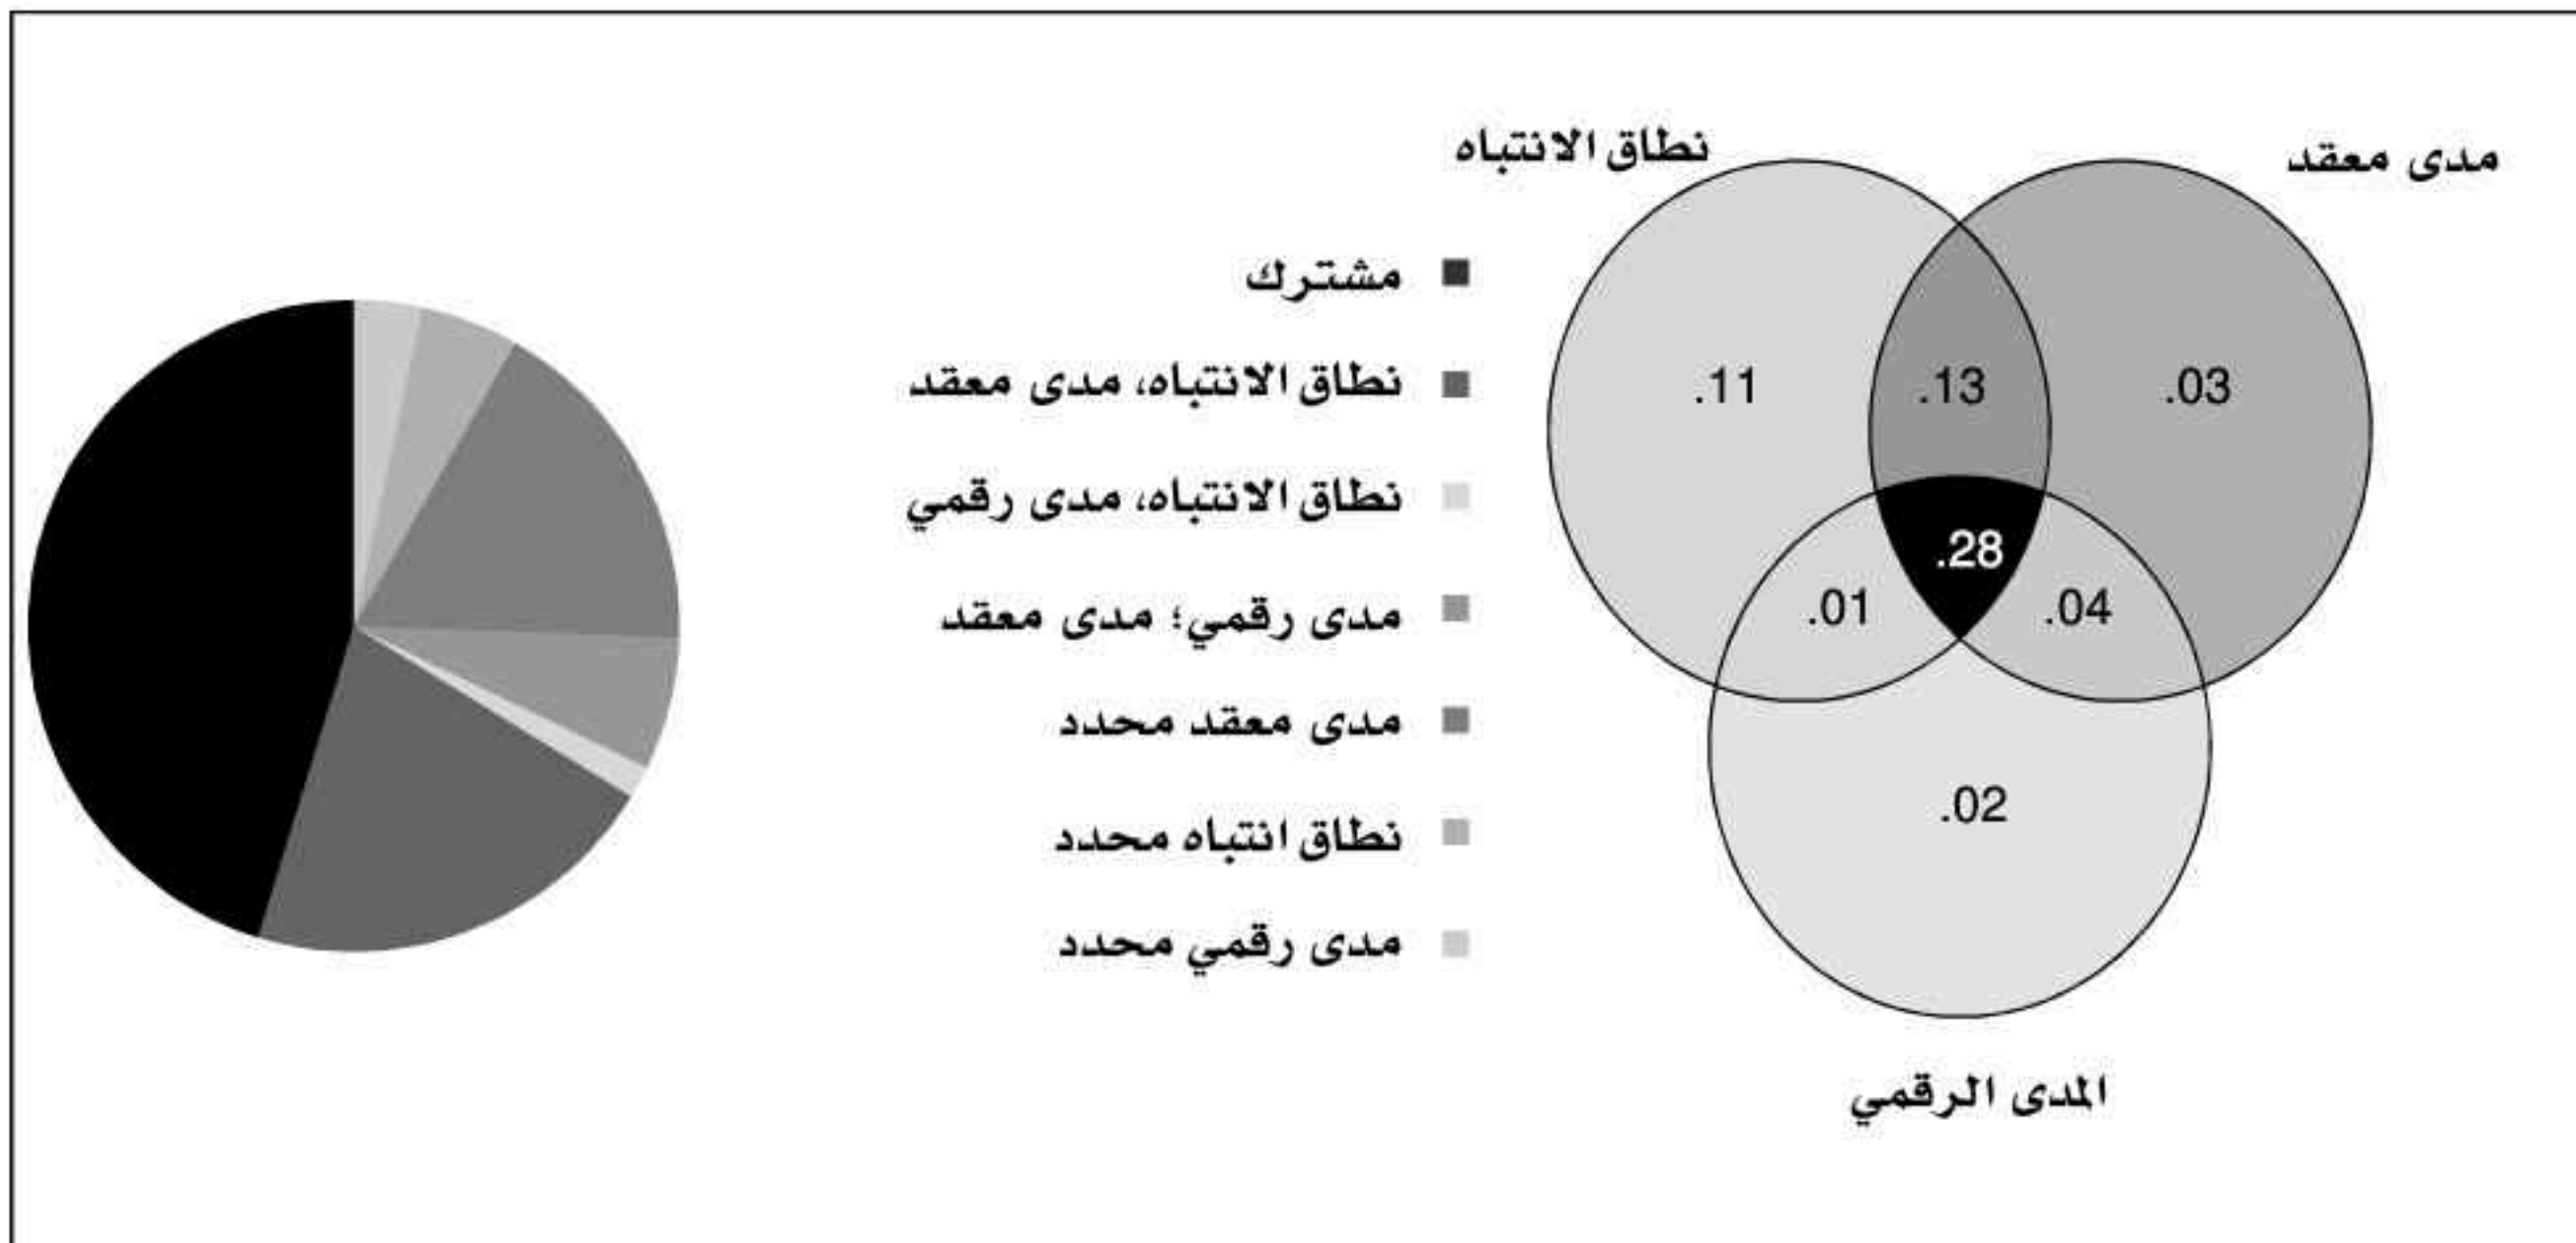 نطاق الانتباه
مدى معقد
مشترك
نطاق الانتباه، مدى معقد
نطاق الانتباه، مدى رقمي
مدى رقمي؛ مدى معقد
مدى معقد محدد
نطاق انتباه محدد
مدى رقمي محدد
.11
.13
.03
.28
.01
.04
.02
المدى الرقمي